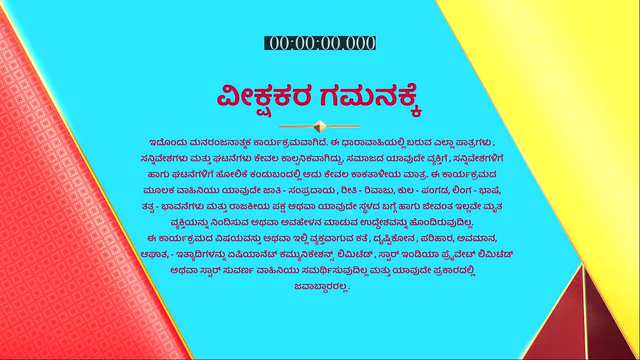 00:00:00.000
ವೀಕ್ಷಕರ ಗಮನಕ್ಕೆ
ಇದೊಂದು ಮನರಂಜನಾತ್ಮಕ ಕಾರ್ಯಕ್ರಮವಾಗಿದೆ. ಈ ಧಾರಾವಾಹಿಯಲ್ಲಿ ಬರುವ ಎಲ್ಲಾ ಪಾತ್ರಗಳು ,
ಸನ್ನಿವೇಶಗಳು ಮತ್ತು ಘಟನೆಗಳು ಕೇವಲ ಕಾಲ್ಪನಿಕವಾಗಿದ್ದು, ಸಮಾಜದ ಯಾವುದೇ ವ್ಯಕ್ತಿಗೆ , ಸನ್ನಿವೇಶಗಳಿಗೆ
ಹಾಗು ಘಟನೆಗಳಿಗೆ ಹೋಲಿಕೆ ಕಂಡುಬಂದಲ್ಲಿ ಅದು ಕೇವಲ ಕಾಕತಾಳೀಯ ಮಾತ್ರ. ಈ ಕಾರ್ಯಕ್ರಮದ
ಮೂಲಕ ವಾಹಿನಿಯು ಯಾವುದೇ ಜಾತಿ - ಸಂಪ್ರದಾಯ , ರೀತಿ - ರಿವಾಜು, ಕುಲ - ಪಂಗಡ, ಲಿಂಗ - ಭಾಷೆ,
ತತ್ವ - ಭಾವನೆಗಳು ಮತ್ತು ರಾಜಕೀಯ ಪಕ್ಷ ಅಥವಾ ಯಾವುದೇ ಸ್ಥಳದ ಬಗ್ಗೆ ಹಾಗು ಜೀವಂತ ಇಲ್ಲವೇ ಮೃತ
ವ್ಯಕ್ತಿಯನ್ನು ನಿಂದಿಸುವ ಅಥವಾ ಅವಹೇಳನ ಮಾಡುವ ಉದ್ದೇಶವನ್ನು ಹೊಂದಿರುವುದಿಲ್ಲ.
ಈ ಕಾರ್ಯಕ್ರಮದ ವಿಷಯವಸ್ತು ಅಥವಾ ಇಲ್ಲಿ ವ್ಯಕ್ತವಾಗುವ ಕತೆ , ದೃಷ್ಟಿಕೋನ , ಪರಿಹಾರ, ಅವಮಾನ,
ಆಘಾತ, - ಇತ್ಯಾದಿಗಳನ್ನು ಏಷಿಯಾನೆಟ್ ಕಮ್ಯುನಿಕೇಶನ್ಸ್ ಲಿಮಿಟೆಡ್ , ಸ್ಟಾರ್ ಇಂಡಿಯಾ ಪ್ರೈವೇಟ್ ಲಿಮಿಟೆಡ್
ಅಥವಾ ಸ್ಟಾರ್ ಸುವರ್ಣ ವಾಹಿನಿಯು ಸಮರ್ಥಿಸುವುದಿಲ್ಲ ಮತ್ತು ಯಾವುದೇ ಪ್ರಕಾರದಲ್ಲಿ
ಜವಾಬ್ದಾರರಲ್ಲ.